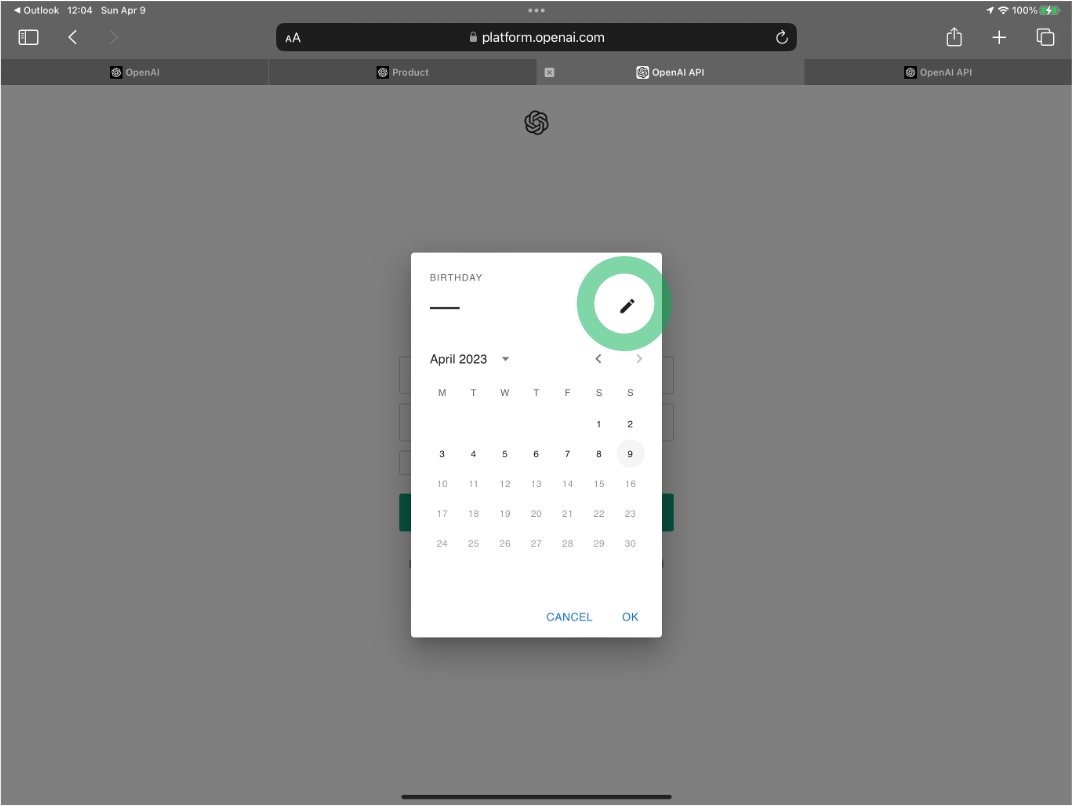 ◀ Outlook 12:04 Sun Apr 9
100%
AA platform.openai.com
OpenAI
Product
OpenAI API
OpenAI API
BIRTHDAY
April 2023
M T W T F S S
1 2
3 4 5 6 7 8 9
10 11 12 13 14 15 16
17 18 19 20 21 22 23
24 25 26 27 28 29 30
CANCEL OK